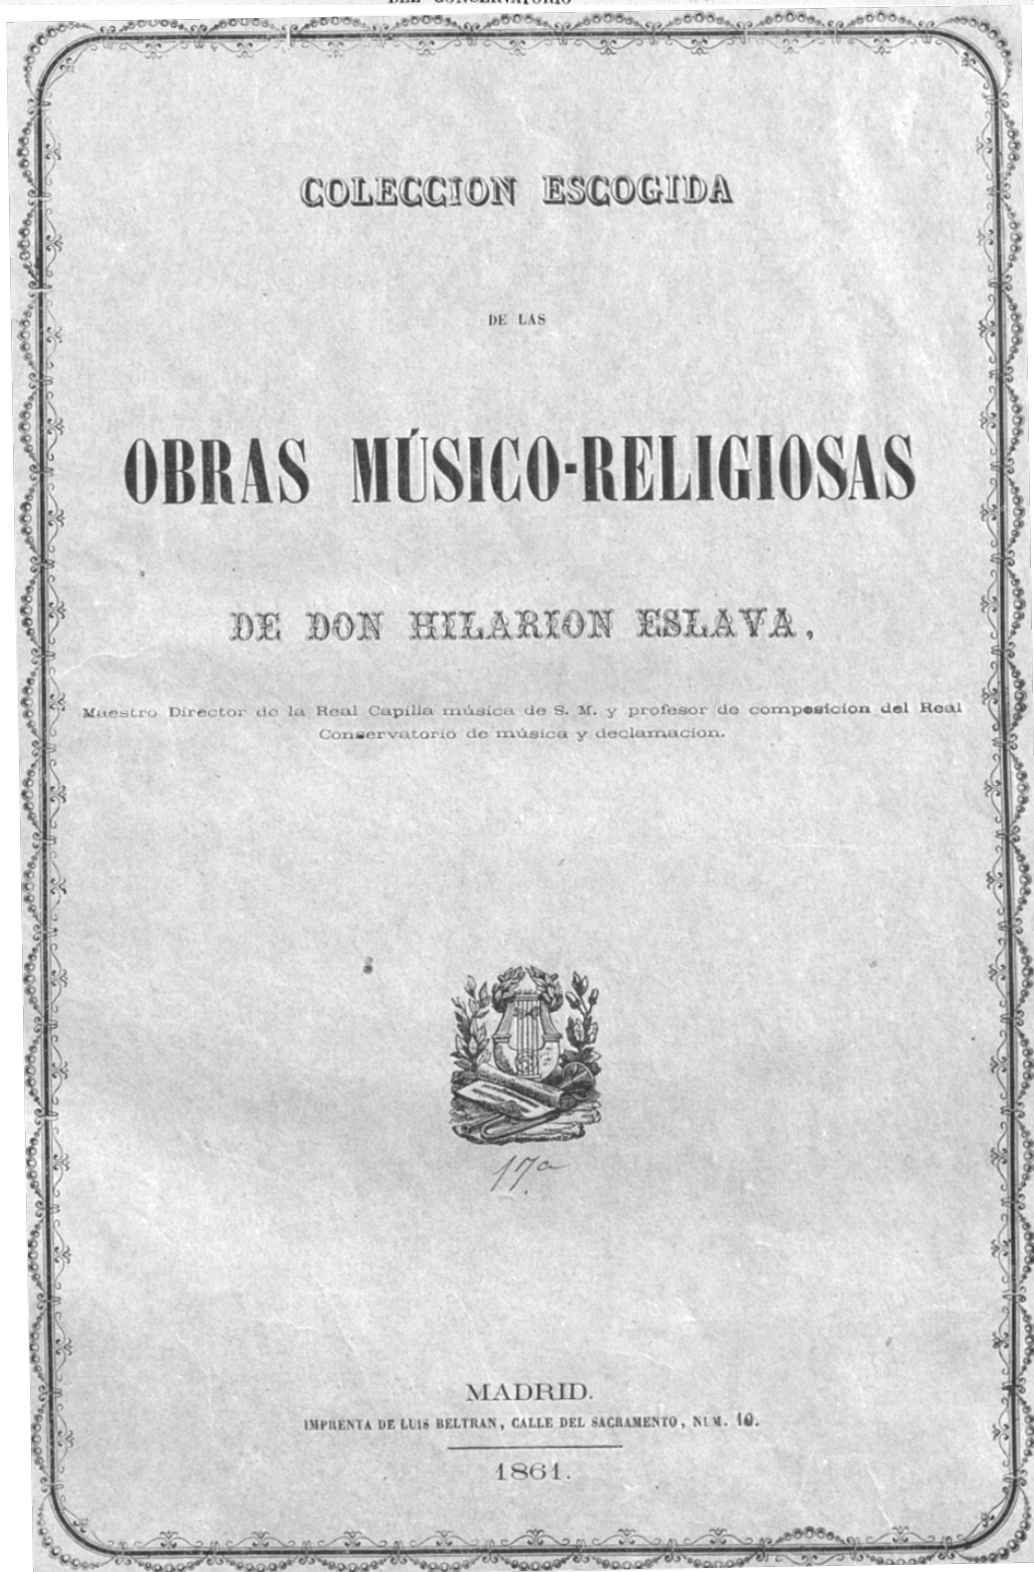 DEL CONSERVATORIO
COLECCION ESCOGIDA
DE LAS
OBRAS MÚSICO-RELIGIOSAS
DE DON HILARION ESLAVA,
Maestro Director de la Real Capilla música de S. M. y profesor de composicion del Real
Conservatorio de música y declamacion.
17a
MADRID.
IMPRENTA DE LUIS BELTRAN, CALLE DEL SACRAMENTO, NUM. 10.
1861.